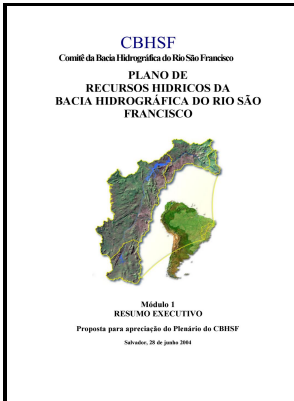 CBHSF
Comitê da Bacia Hidrográfica do Rio São Francisco
PLANO DE
RECURSOS HIDRICOS DA
BACIA HIDROGRÁFICA DO RIO SÃO
FRANCISCO
Módulo 1
RESUMO EXECUTIVO
Proposta para apreciação do Plenário do CBHSF
Salvador, 28 de junho 2004